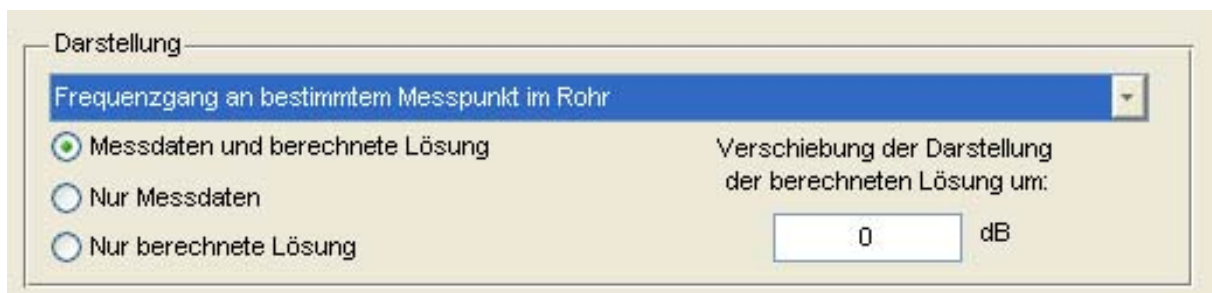 Darstellung
Frequenzgang an bestimmtem Messpunkt im Rohr
Messdaten und berechnete Lösung
Nur Messdaten
Nur berechnete Lösung
Verschiebung der Darstellung
der berechneten Lösung um:
0 dB